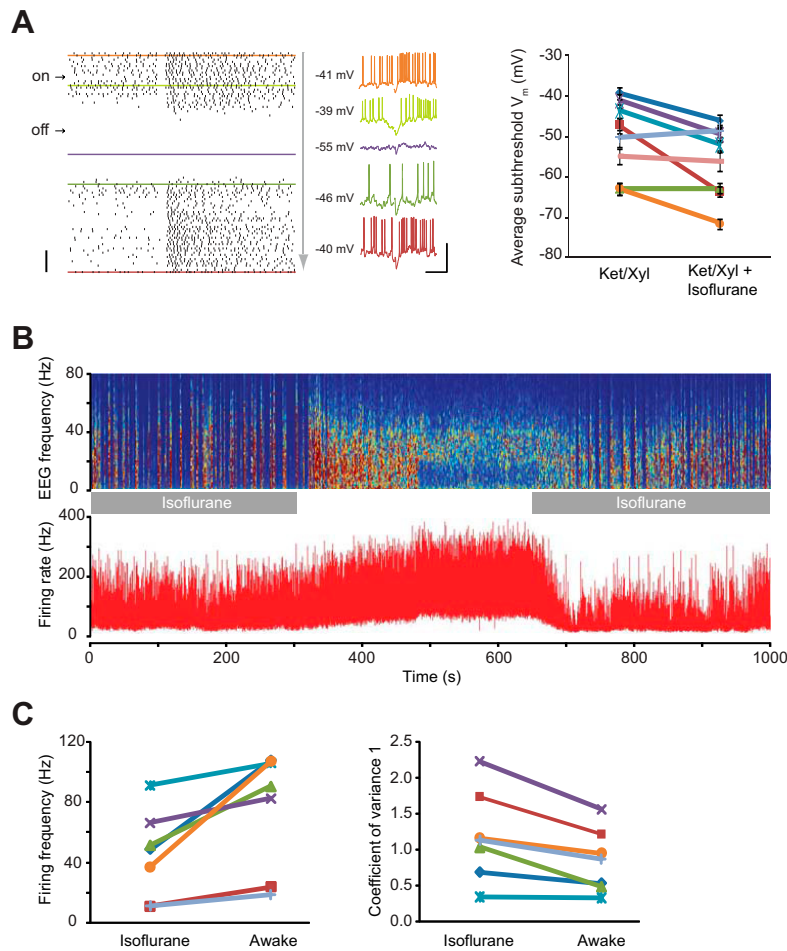 A
on →
off →
-41 mV
-39 mV
-55 mV
-46 mV
-40 mV
Average subthreshold Vm (mV)
-30
-40
-50
-60
-70
-80
Ket/Xyl
Ket/Xyl +
Isoflurane
B
EEG frequency (Hz)
80
40
0
Isoflurane
Isoflurane
Firing rate (Hz)
400
200
0
0
200
400
600
800
1000
Time (s)
C
Firing frequency (Hz)
120
80
40
0
Isoflurane
Awake
Coefficient of variance 1
2.5
2.0
1.5
1.0
0.5
0.0
Isoflurane
Awake